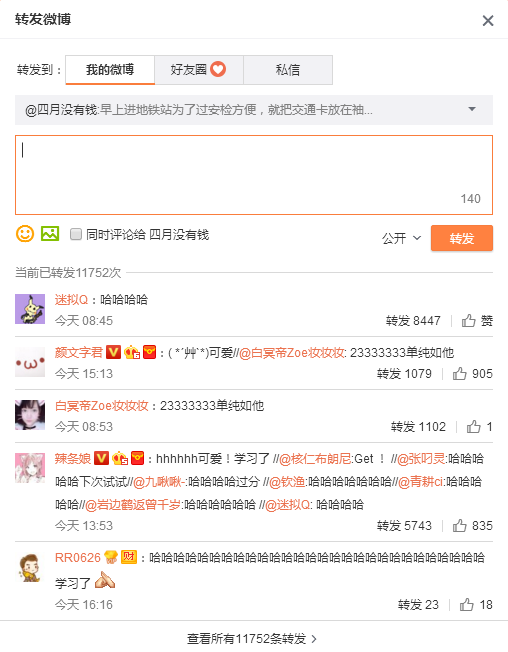 转发微博
转发到： 我的微博 好友圈 私信
@四月没有钱:早上进地铁站为了过安检方便，就把交通卡放在袖...
140
同时评论给 四月没有钱 公开 转发
当前已转发11752次
迷拟Q：哈哈哈哈
今天 08:45 转发 8447 赞
颜文字君 V ：( *´艸`*)可爱//@白冥帝Zoe妆妆妆: 23333333单纯如他
今天 15:13 转发 1079 905
白冥帝Zoe妆妆妆：23333333单纯如他
今天 08:53 转发 1102 1
辣条娘 V ：hhhhhh可爱！学习了 //@核仁布朗尼:Get ！ //@张叼灵:哈哈哈
哈哈下次试试//@九啾啾-:哈哈哈哈过分 //@钦渔:哈哈哈哈哈哈哈//@青耕ci:哈哈哈
哈哈//@岩边鹤返曾千岁:哈哈哈哈哈哈 //@迷拟Q: 哈哈哈哈
今天 13:53 转发 5743 835
RR0626 财：哈哈哈哈哈哈哈哈哈哈哈哈哈哈哈哈哈哈哈哈哈哈哈哈哈哈哈哈
学习了
今天 16:16 转发 23 18
查看所有11752条转发 >